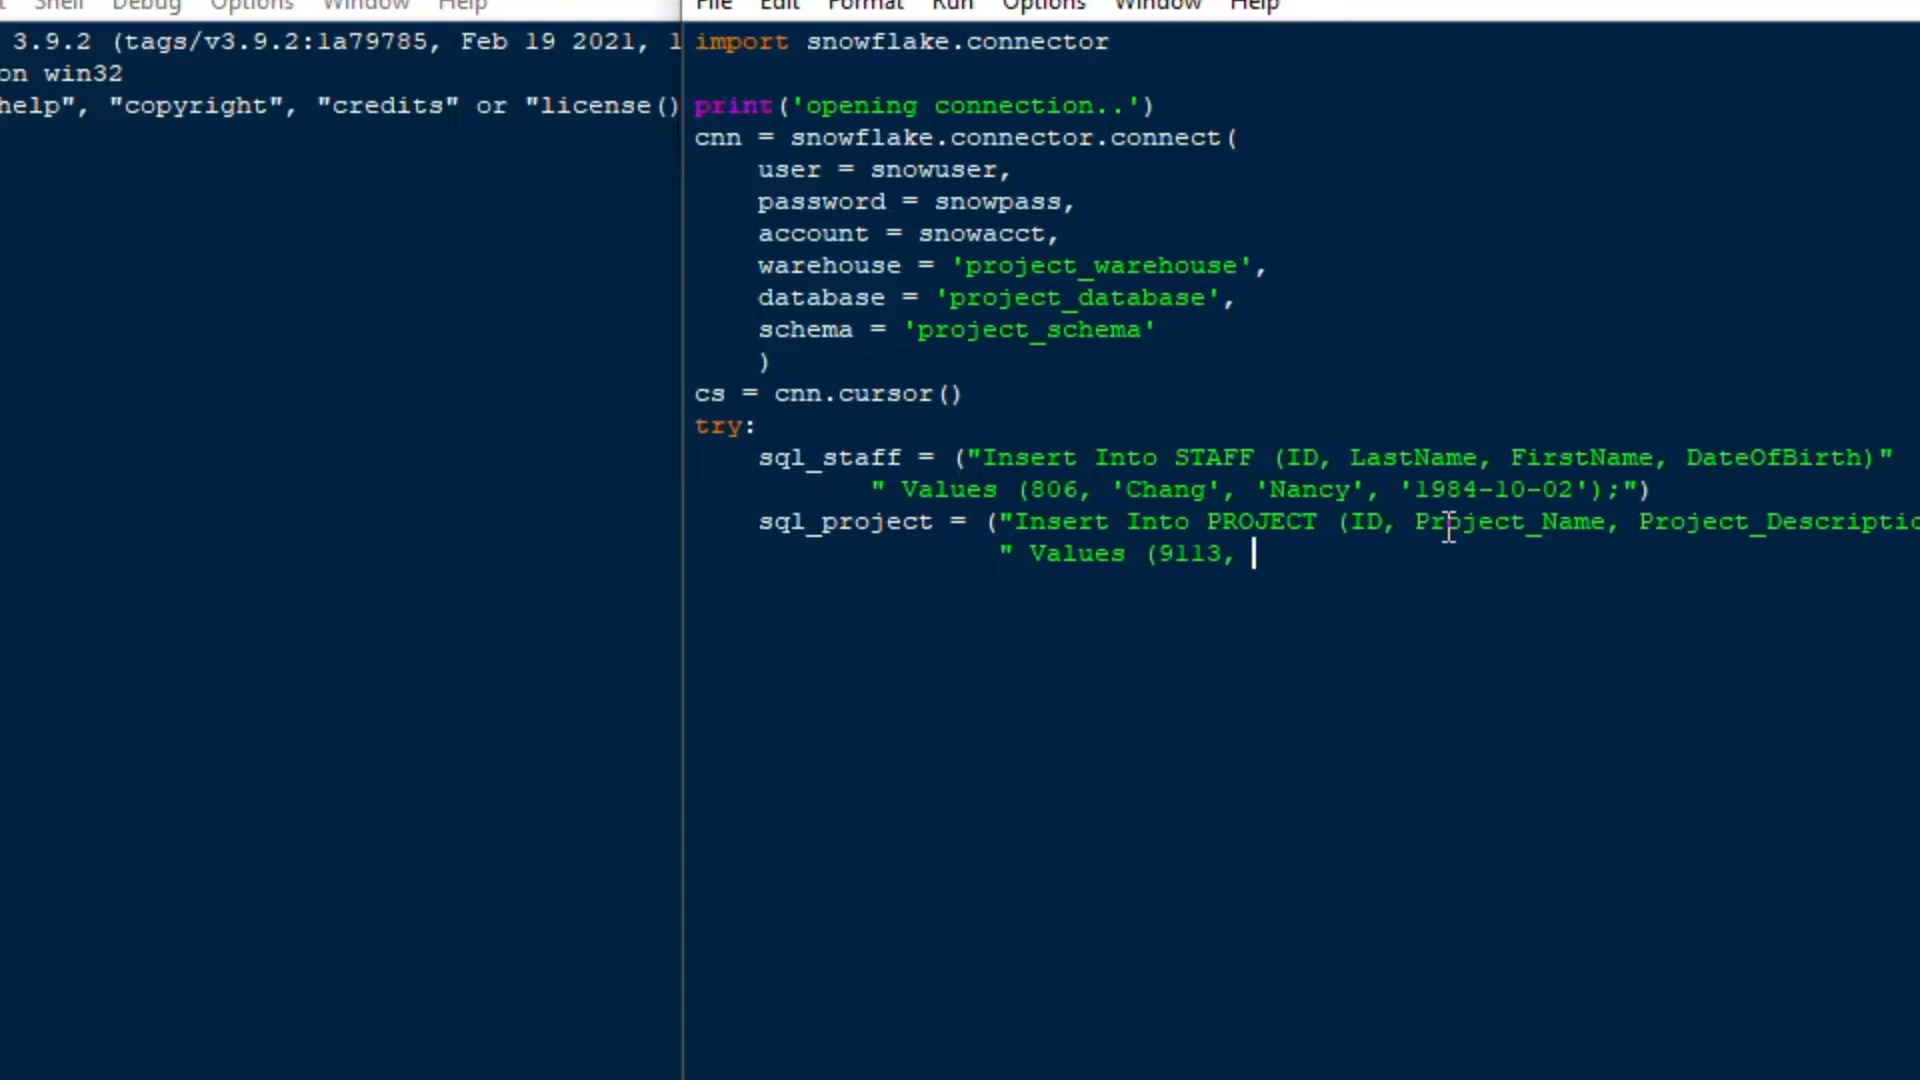 Shell Debug Options Window Help
3.9.2 (tags/v3.9.2:1a79785, Feb 19 2021, 1
on win32
help", "copyright", "credits" or "license()
File Edit Format Run Options Window Help
import snowflake.connector
print('opening connection..')
cnn = snowflake.connector.connect(
user = snowuser,
password = snowpass,
account = snowacct,
warehouse = 'project_warehouse',
database = 'project_database',
schema = 'project_schema'
)
cs = cnn.cursor()
try:
sql_staff = ("Insert Into STAFF (ID, LastName, FirstName, DateOfBirth)"
" Values (806, 'Chang', 'Nancy', '1984-10-02');")
sql_project = ("Insert Into PROJECT (ID, Project_Name, Project_Descriptio
" Values (9113,